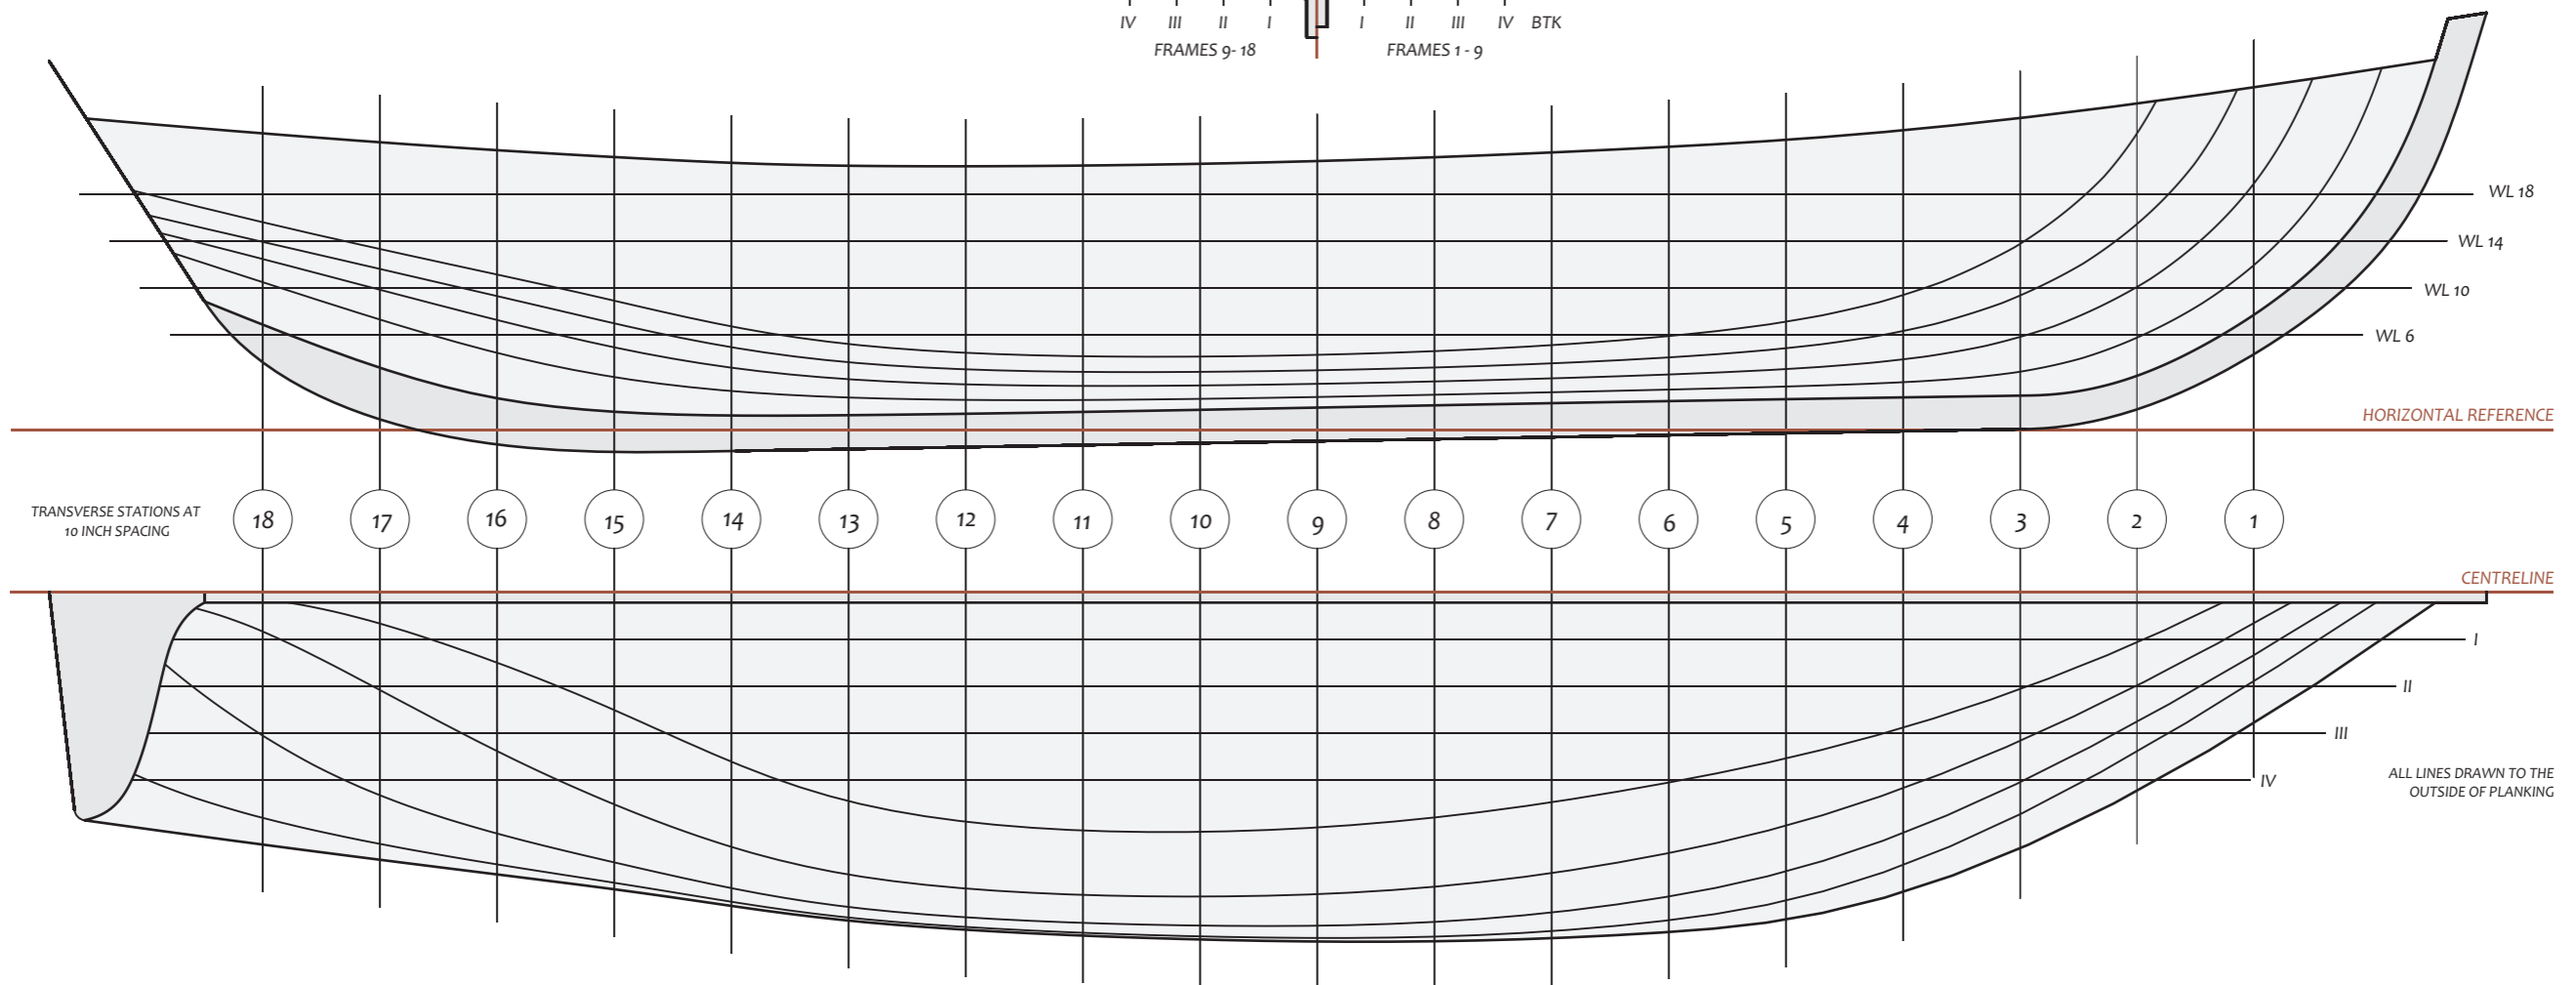 IV III II I I II III IV BTK
FRAMES 9-18 FRAMES 1-9
WL 18
WL 14
WL 10
WL 6
HORIZONTAL REFERENCE
TRANSVERSE STATIONS AT
10 INCH SPACING
18 17 16 15 14 13 12 11 10 9 8 7 6 5 4 3 2 1
CENTRELINE
I
II
III
IV
ALL LINES DRAWN TO THE
OUTSIDE OF PLANKING